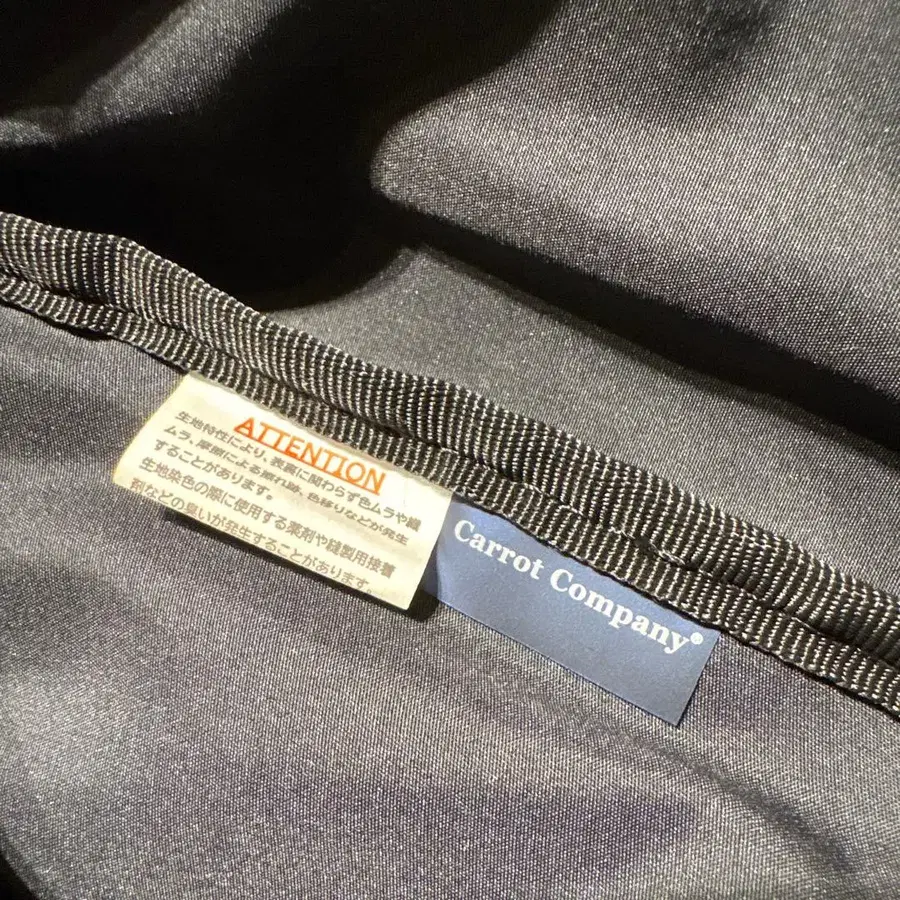 ATTENTION
生地特性により、表裏に関わらず色ムラや織
ムラ、摩擦による擦れ跡、色移りなどが発生
することがあります。
生地染色の際に使用する薬剤や縫製用接着
剤などの臭いが発生することがあります。
Carrot Company®